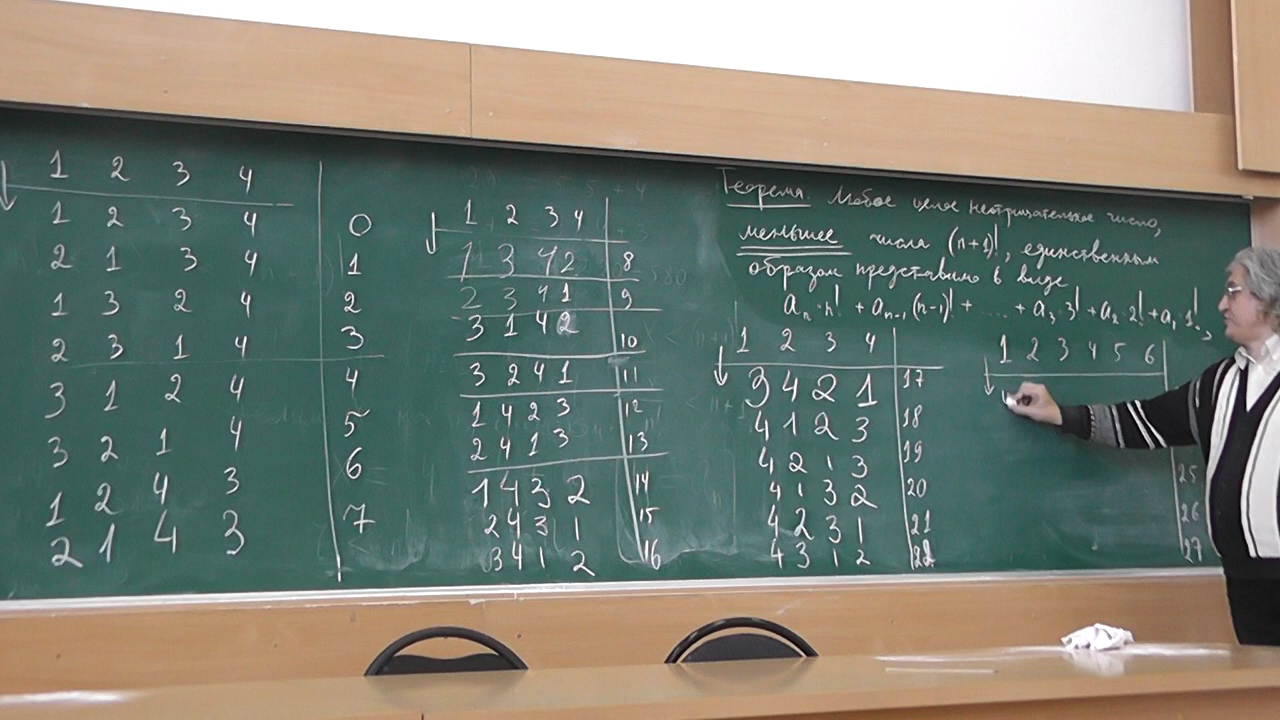 1 2 3 4
1 2 3 4 0
2 1 3 4 1
1 3 2 4 2
2 3 1 4 3
3 1 2 4 4
3 2 1 4 5
1 2 4 3 6
2 1 4 3 7
1 2 3 4
1 3 4 2 8
2 3 4 1 9
3 1 4 2 10
3 2 4 1 11
1 4 2 3 12
2 4 1 3 13
1 4 3 2 14
2 4 3 1 15
3 4 1 2 16
Теорема. Любое целое неотрицательное число,
меньшее числа (n+1)!, единственным
образом представимо в виде
aₙ·n! + aₙ₋₁(n-1)! + ... + a₃·3! + a₂·2! + a₁·1!,
1 2 3 4
3 4 2 1 17
4 1 2 3 18
4 2 1 3 19
4 1 3 2 20
4 2 3 1 21
4 3 1 2 22
1 2 3 4 5 6
25
26
27